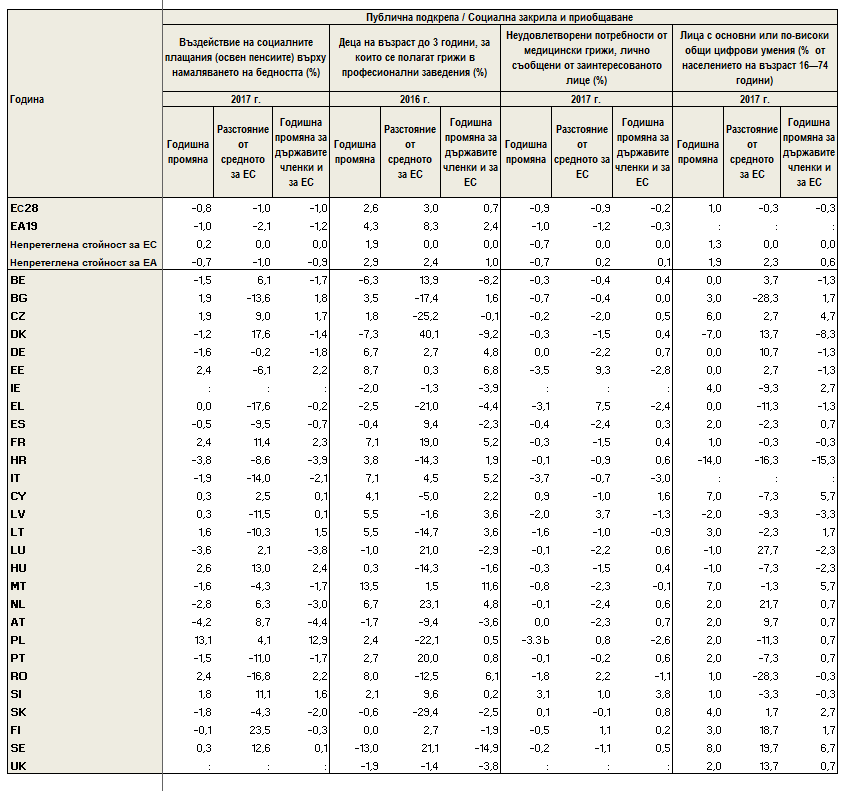 Публична подкрепа / Социална закрила и приобщаване
Година
Въздействие на социалните плащания (освен пенсиите) върху намаляването на бедността (%)
Деца на възраст до 3 години, за които се полагат грижи в професионални заведения (%)
Неудовлетворени потребности от медицински грижи, лично съобщени от заинтересованото лице (%)
Лица с основни или по-високи общи цифрови умения (% от населението на възраст 16—74 години)
2017 г. 2016 г. 2017 г. 2017 г.
Годишна промяна
Разстояние от средното за ЕС
Годишна промяна за държавите членки и за ЕС
Годишна промяна
Разстояние от средното за ЕС
Годишна промяна за държавите членки и за ЕС
Годишна промяна
Разстояние от средното за ЕС
Годишна промяна за държавите членки и за ЕС
Годишна промяна
Разстояние от средното за ЕС
Годишна промяна за държавите членки и за ЕС
ЕС28 −0,8 −1,0 −1,0 2,6 3,0 0,7 −0,9 −0,9 −0,2 1,0 −0,3 −0,3
EA19 −1,0 −2,1 −1,2 4,3 8,3 2,4 −1,0 −1,2 −0,3 : : :
Непретеглена стойност за ЕС 0,2 0,0 0,0 1,9 0,0 0,0 −0,7 0,0 0,0 1,3 0,0 0,0
Непретеглена стойност за ЕА −0,7 −1,0 −0,9 2,9 2,4 1,0 −0,7 0,2 0,1 1,9 2,3 0,6
BE −1,5 6,1 −1,7 −6,3 13,9 −8,2 −0,3 −0,4 0,4 0,0 3,7 −1,3
BG 1,9 −13,6 1,8 3,5 −17,4 1,6 −0,7 −0,4 0,0 3,0 −28,3 1,7
CZ 1,9 9,0 1,7 1,8 −25,2 −0,1 −0,2 −2,0 0,5 6,0 2,7 4,7
DK −1,2 17,6 −1,4 −7,3 40,1 −9,2 −0,3 −1,5 0,4 −7,0 13,7 −8,3
DE −1,6 −0,2 −1,8 6,7 2,7 4,8 0,0 −2,2 0,7 0,0 10,7 −1,3
EE 2,4 −6,1 2,2 8,7 0,3 6,8 −3,5 9,3 −2,8 0,0 2,7 −1,3
IE : : : −2,0 −1,3 −3,9 : : : 4,0 −9,3 2,7
EL 0,0 −17,6 −0,2 −2,5 −21,0 −4,4 −3,1 7,5 −2,4 0,0 −11,3 −1,3
ES −0,5 −9,5 −0,7 −0,4 9,4 −2,3 −0,4 −2,4 0,3 2,0 −2,3 0,7
FR 2,4 11,4 2,3 7,1 19,0 5,2 −0,3 −1,5 0,4 1,0 −0,3 −0,3
HR −3,8 −8,6 −3,9 3,8 −14,3 1,9 −0,1 −0,9 0,6 −14,0 −16,3 −15,3
IT −1,9 −14,0 −2,1 7,1 4,5 5,2 −3,7 −0,7 −3,0 : : :
CY 0,3 2,5 0,1 4,1 −5,0 2,2 0,9 −1,0 1,6 7,0 −7,3 5,7
LV 0,3 −11,5 0,1 5,5 −1,6 3,6 −2,0 3,7 −1,3 −2,0 −9,3 −3,3
LT 1,6 −10,3 1,5 5,5 −14,7 3,6 −1,6 −1,0 −0,9 3,0 −2,3 1,7
LU −3,6 2,1 −3,8 −1,0 21,0 −2,9 −0,1 −2,2 0,6 −1,0 27,7 −2,3
HU 2,6 13,0 2,4 0,3 −14,3 −1,6 −0,3 −1,5 0,4 −1,0 −7,3 −2,3
MT −1,6 −4,3 −1,7 13,5 1,5 11,6 −0,8 −2,3 −0,1 7,0 −1,3 5,7
NL −2,8 6,3 −3,0 6,7 23,1 4,8 −0,1 −2,4 0,6 2,0 21,7 0,7
AT −4,2 8,7 −4,4 −1,7 −9,4 −3,6 0,0 −2,3 0,7 2,0 9,7 0,7
PL 13,1 4,1 12,9 2,4 −22,1 0,5 −3.3 b 0,8 −2,6 2,0 −11,3 0,7
PT −1,5 −11,0 −1,7 2,7 20,0 0,8 −0,1 −0,2 0,6 2,0 −7,3 0,7
RO 2,4 −16,8 2,2 8,0 −12,5 6,1 −1,8 2,2 −1,1 1,0 −28,3 −0,3
SI 1,8 11,1 1,6 2,1 9,6 0,2 3,1 1,0 3,8 1,0 −3,3 −0,3
SK −1,8 −4,3 −2,0 −0,6 −29,4 −2,5 0,1 −0,1 0,8 4,0 1,7 2,7
FI −0,1 23,5 −0,3 0,0 2,7 −1,9 −0,5 1,1 0,2 3,0 18,7 1,7
SE 0,3 12,6 0,1 −13,0 21,1 −14,9 −0,2 −1,1 0,5 8,0 19,7 6,7
UK : : : −1,9 −1,4 −3,8 : : : 2,0 13,7 0,7